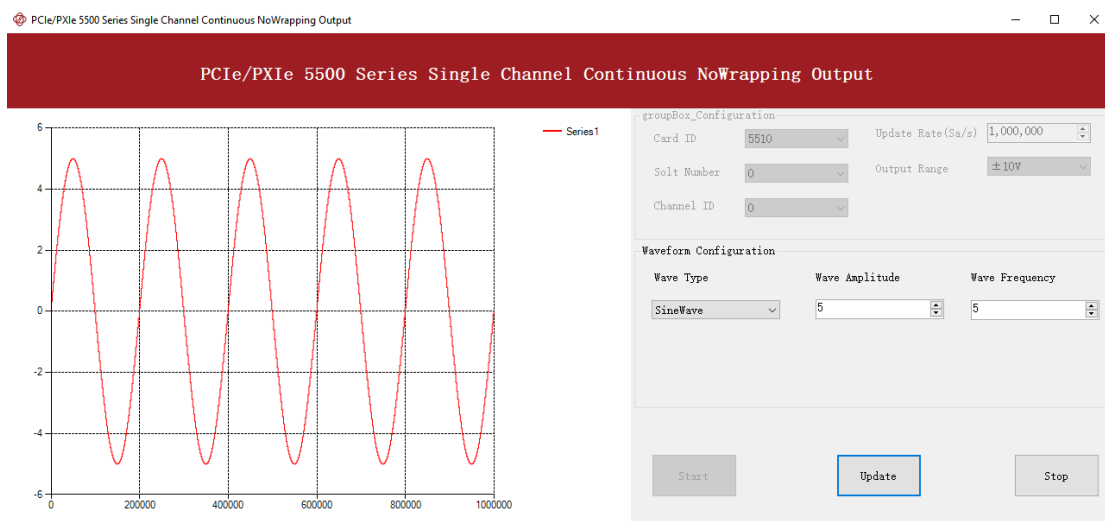 PCIe/PXIe 5500 Series Single Channel Continuous NoWrapping Output
PCIe/PXIe 5500 Series Single Channel Continuous NoWrapping Output
6
4
2
0
-2
-4
-6
0 200000 400000 600000 800000 1000000
Series1
groupBox_Configuration
Card ID 5510 Update Rate(Sa/s) 1,000,000
Solt Number 0 Output Range ±10V
Channel ID 0
Waveform Configuration
Wave Type Wave Amplitude Wave Frequency
SineWave 5 5
Start Update Stop